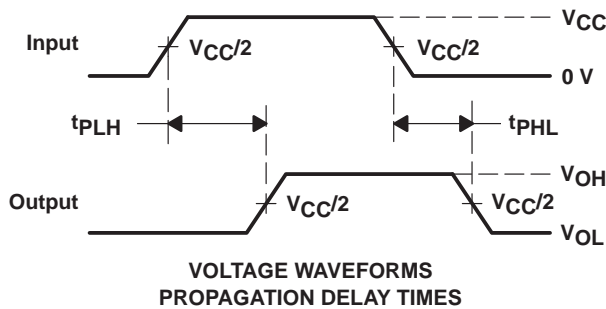 VCC
Input
VCC/2
VCC/2
0 V
tPLH
tPHL
VOH
Output
VCC/2
VCC/2
VOL
VOLTAGE WAVEFORMS
PROPAGATION DELAY TIMES